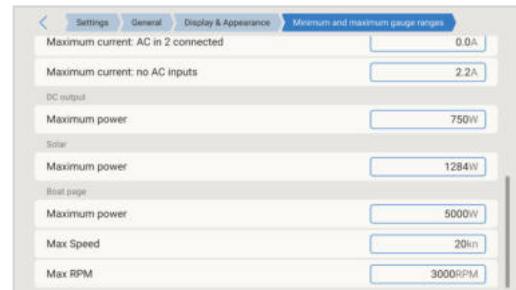 Settings General Display & Appearance Minimum and maximum gauge ranges
Maximum current: AC in 2 connected 0.0A
Maximum current: no AC inputs 2.2A
DC output
Maximum power 750W
Solar
Maximum power 1284W
Boat page
Maximum power 5000W
Max Speed 20kn
Max RPM 3000RPM